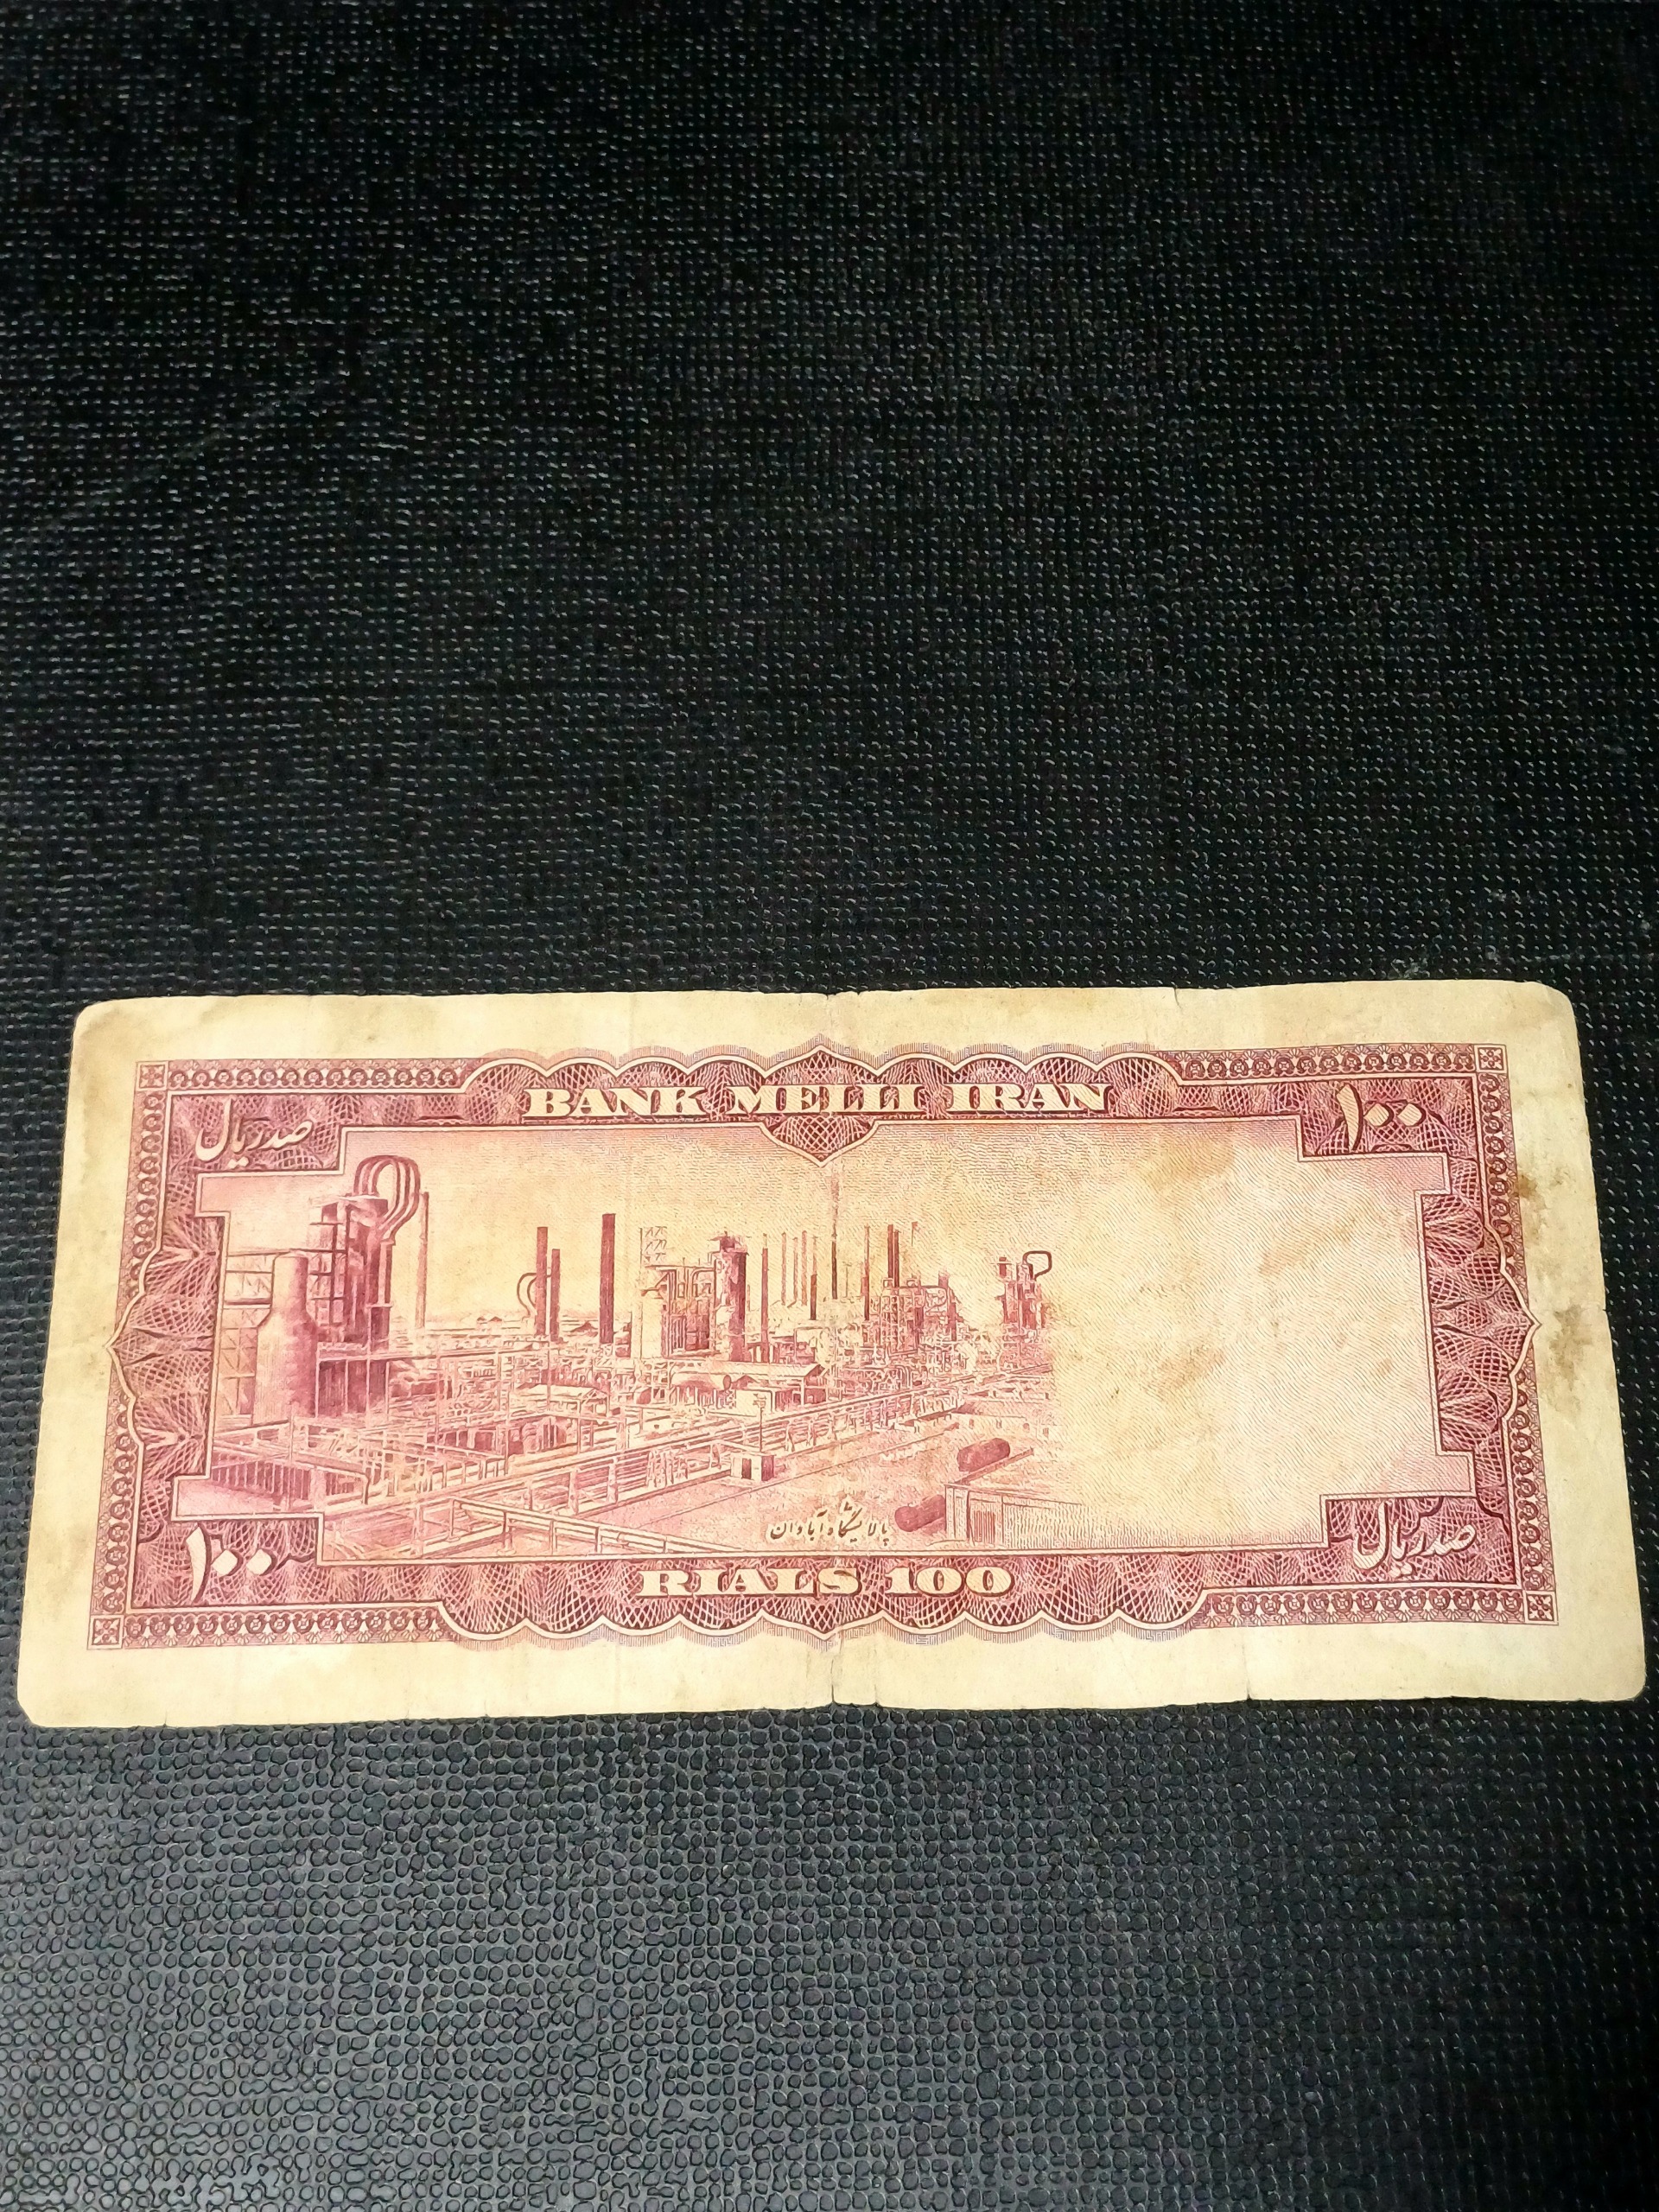 BANK MELLI IRAN
صد ریال
۱۰۰
پالایشگاه آبادان
۱۰۰
صد ریال
RIALS 100